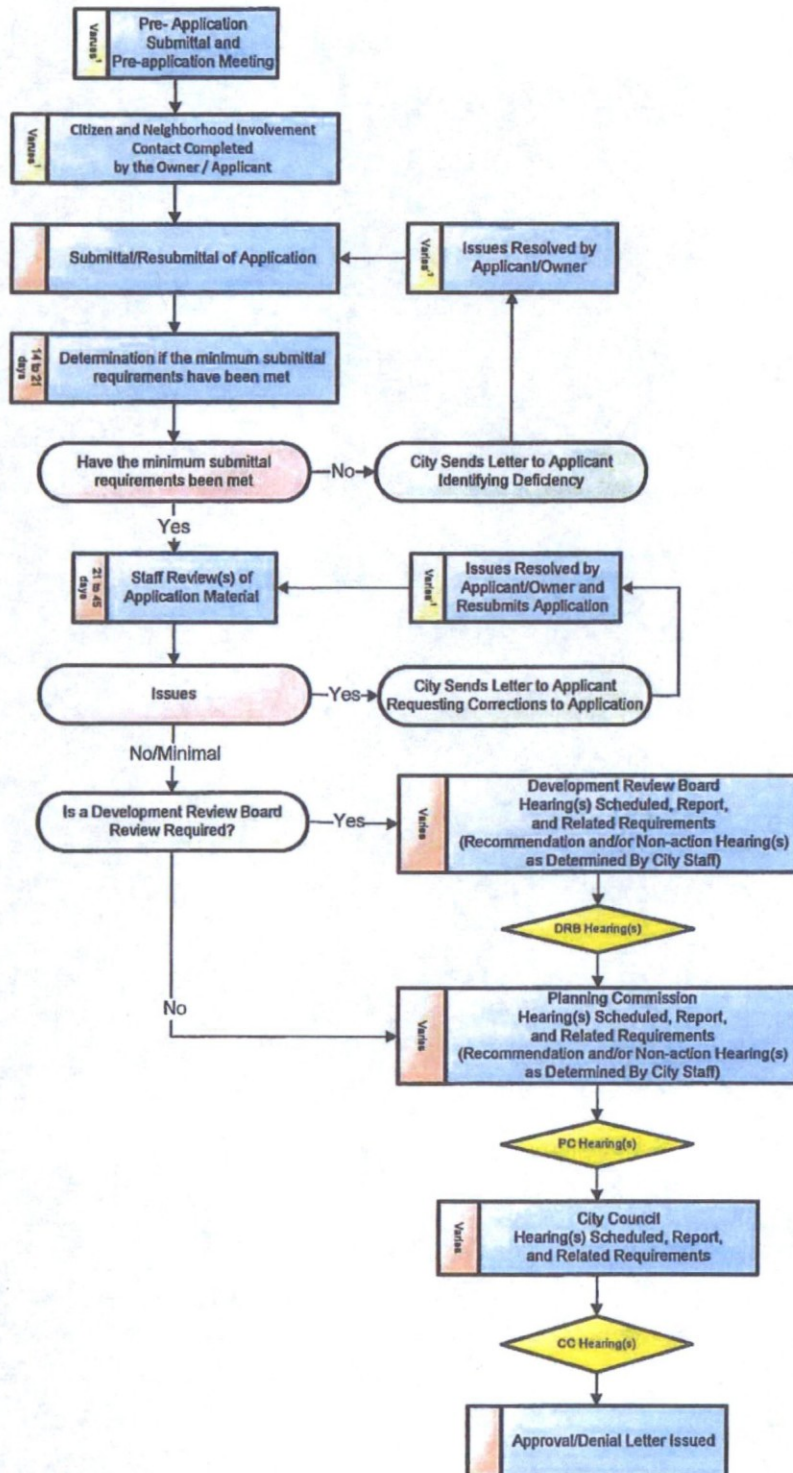 Varies¹
Pre- Application
Submittal and
Pre-application Meeting
Varies¹
Citizen and Neighborhood Involvement
Contact Completed
by the Owner / Applicant
Submittal/Resubmittal of Application
Varies
Issues Resolved by
Applicant/Owner
14 to 21
days
Determination if the minimum submittal
requirements have been met
Have the minimum submittal
requirements been met
No
City Sends Letter to Applicant
Identifying Deficiency
Yes
21 to 45
days
Staff Review(s) of
Application Material
Varies
Issues Resolved by
Applicant/Owner and
Resubmits Application
Issues
Yes
City Sends Letter to Applicant
Requesting Corrections to Application
No/Minimal
Is a Development Review Board
Review Required?
Yes
Varies
Development Review Board
Hearing(s) Scheduled, Report,
and Related Requirements
(Recommendation and/or Non-action Hearing(s)
as Determined By City Staff)
DRB Hearing(s)
No
Varies
Planning Commission
Hearing(s) Scheduled, Report,
and Related Requirements
(Recommendation and/or Non-action Hearing(s)
as Determined By City Staff)
PC Hearing(s)
Varies
City Council
Hearing(s) Scheduled, Report,
and Related Requirements
CC Hearing(s)
Approval/Denial Letter Issued